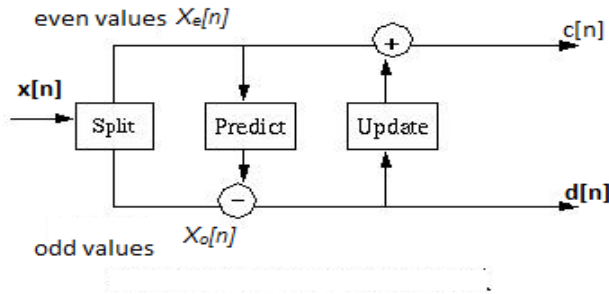 even values Xe[n]
c[n]
x[n]
Split
Predict
Update
d[n]
Xo[n]
odd values